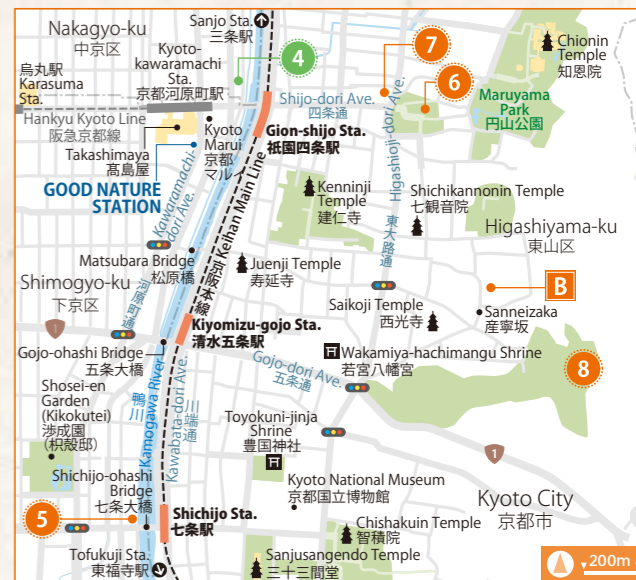 Nakagyo-ku
中京区
Sanjo Sta.
三条駅
Kyoto-
kawaramachi
Sta.
京都河原町駅
烏丸駅
Karasuma
Sta.
4
7
6
Chionin
Temple
知恩院
Shijo-dori Ave.
四条通
Maruyama
Park
円山公園
Hankyu Kyoto Line
阪急京都線
Takashimaya
髙島屋
Kyoto
Marui
京都
マルイ
Gion-shijo Sta.
祇園四条駅
Higashioji-dori Ave.
東大路通
GOOD NATURE
STATION
Kawaramachi-
dori Ave.
河原町通
Kenninji
Temple
建仁寺
Shichikannonin Temple
七観音院
Higashiyama-ku
東山区
京阪本線 Keihan Main Line
Matsubara Bridge
松原橋
Juenji Temple
寿延寺
B
Shimogyo-ku
下京区
Saikoji Temple
西光寺
Sanneizaka
産寧坂
1
Kiyomizu-gojo Sta.
清水五条駅
Gojo-ohashi Bridge
五条大橋
Gojo-dori Ave.
五条通
Wakamiya-hachimangu Shrine
若宮八幡宮
8
Shosei-en
Garden
(Kikokutei)
渉成園
(枳殻邸)
鴨川 Kamogawa River
Kawabata-dori Ave. 川端通
Toyokuni-jinja
Shrine
豊国神社
1
Shichijo-ohashi
Bridge
七条大橋
Kyoto National Museum
京都国立博物館
Kyoto City
京都市
5
Shichijo Sta.
七条駅
Chishakuin Temple
智積院
Tofukuji Sta.
東福寺駅
Sanjusangendo Temple
三十三間堂
200m